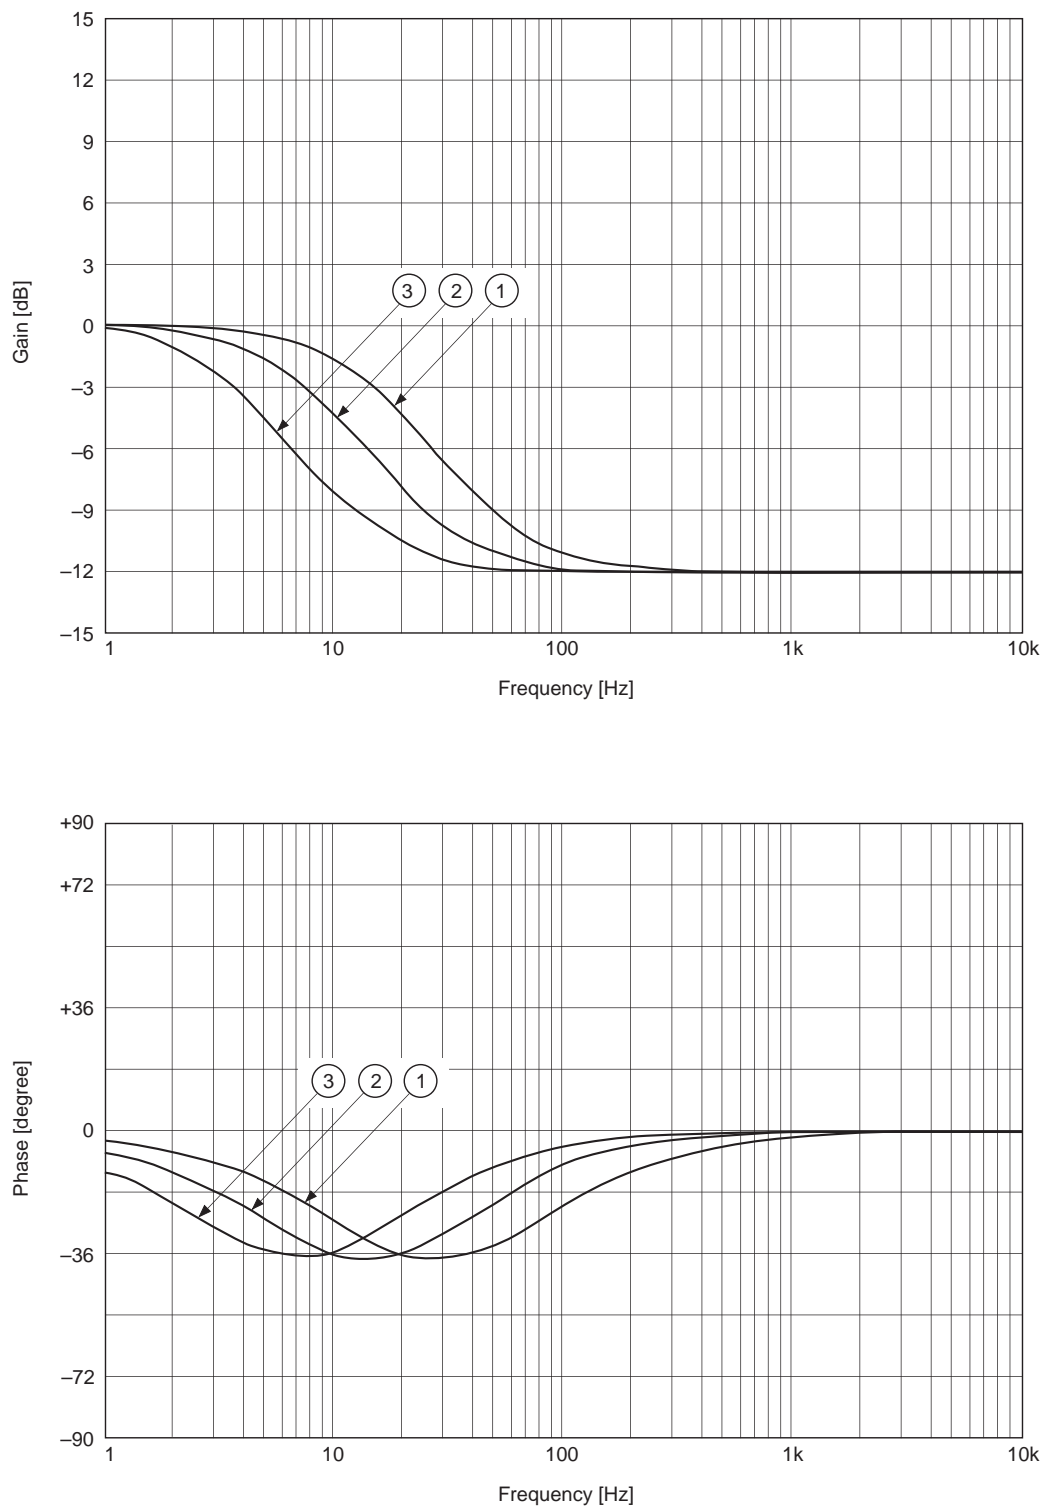 15
12
9
6
3
0
–3
–6
–9
–12
–15
Gain [dB]
3 2 1
1 10 100 1k 10k
Frequency [Hz]
+90
+72
+36
0
–36
–72
–90
Phase [degree]
3 2 1
1 10 100 1k 10k
Frequency [Hz]